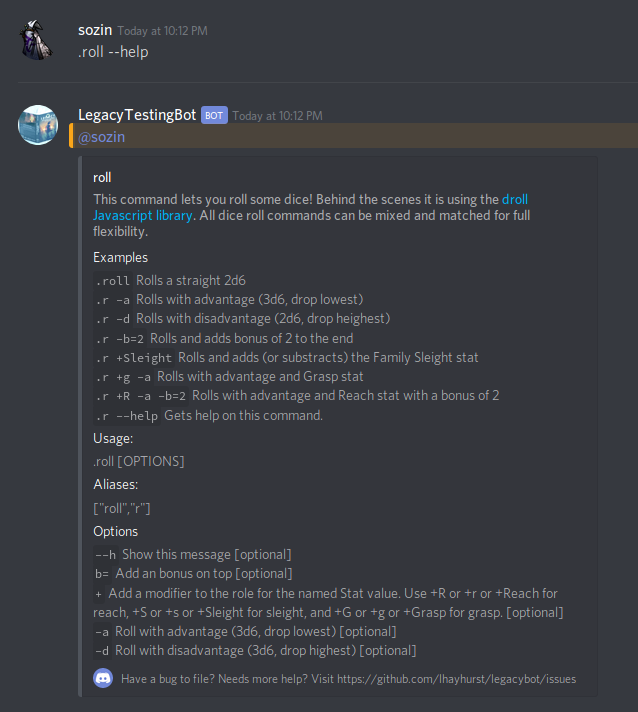 sozin Today at 10:12 PM
.roll --help
LegacyTestingBot BOT Today at 10:12 PM
@sozin
roll
This command lets you roll some dice! Behind the scenes it is using the droll
Javascript library. All dice roll commands can be mixed and matched for full
flexibility.
Examples
.roll Rolls a straight 2d6
.r -a Rolls with advantage (3d6, drop lowest)
.r -d Rolls with disadvantage (2d6, drop heighest)
.r -b=2 Rolls and adds bonus of 2 to the end
.r +Sleight Rolls and adds (or substracts) the Family Sleight stat
.r +g -a Rolls with advantage and Grasp stat
.r +R -a -b=2 Rolls with advantage and Reach stat with a bonus of 2
.r --help Gets help on this command.
Usage:
.roll [OPTIONS]
Aliases:
["roll","r"]
Options
--h Show this message [optional]
b= Add an bonus on top [optional]
+ Add a modifier to the role for the named Stat value. Use +R or +r or +Reach for
reach, +S or +s or +Sleight for sleight, and +G or +g or +Grasp for grasp. [optional]
-a Roll with advantage (3d6, drop lowest) [optional]
-d Roll with disadvantage (3d6, drop highest) [optional]
Have a bug to file? Needs more help? Visit https://github.com/lhayhurst/legacybot/issues